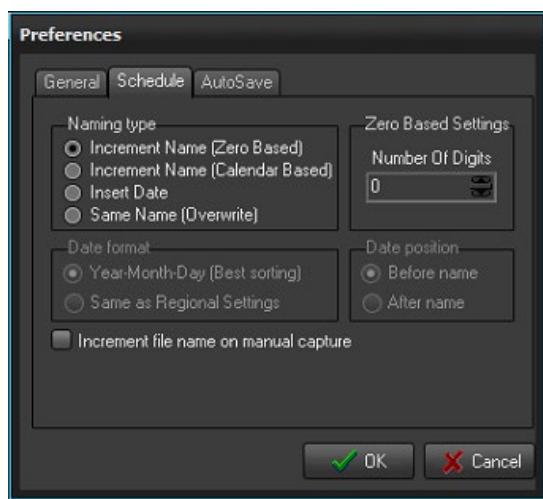 Preferences
General Schedule AutoSave
Naming type
Increment Name (Zero Based)
Increment Name (Calendar Based)
Insert Date
Same Name (Overwrite)
Zero Based Settings
Number Of Digits
0
Date format
Year-Month-Day (Best sorting)
Same as Regional Settings
Date position
Before name
After name
Increment file name on manual capture
OK Cancel